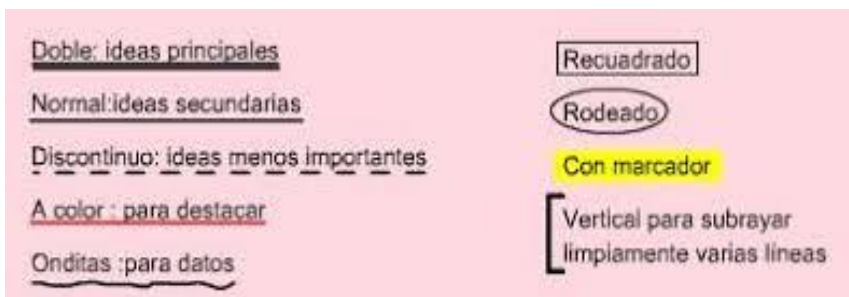 Doble: ideas principales
Normal:ideas secundarias
Discontinuo: ideas menos importantes
A color : para destacar
Onditas :para datos
Recuadrado
Rodeado
Con marcador
Vertical para subrayar
limpiamente varias líneas